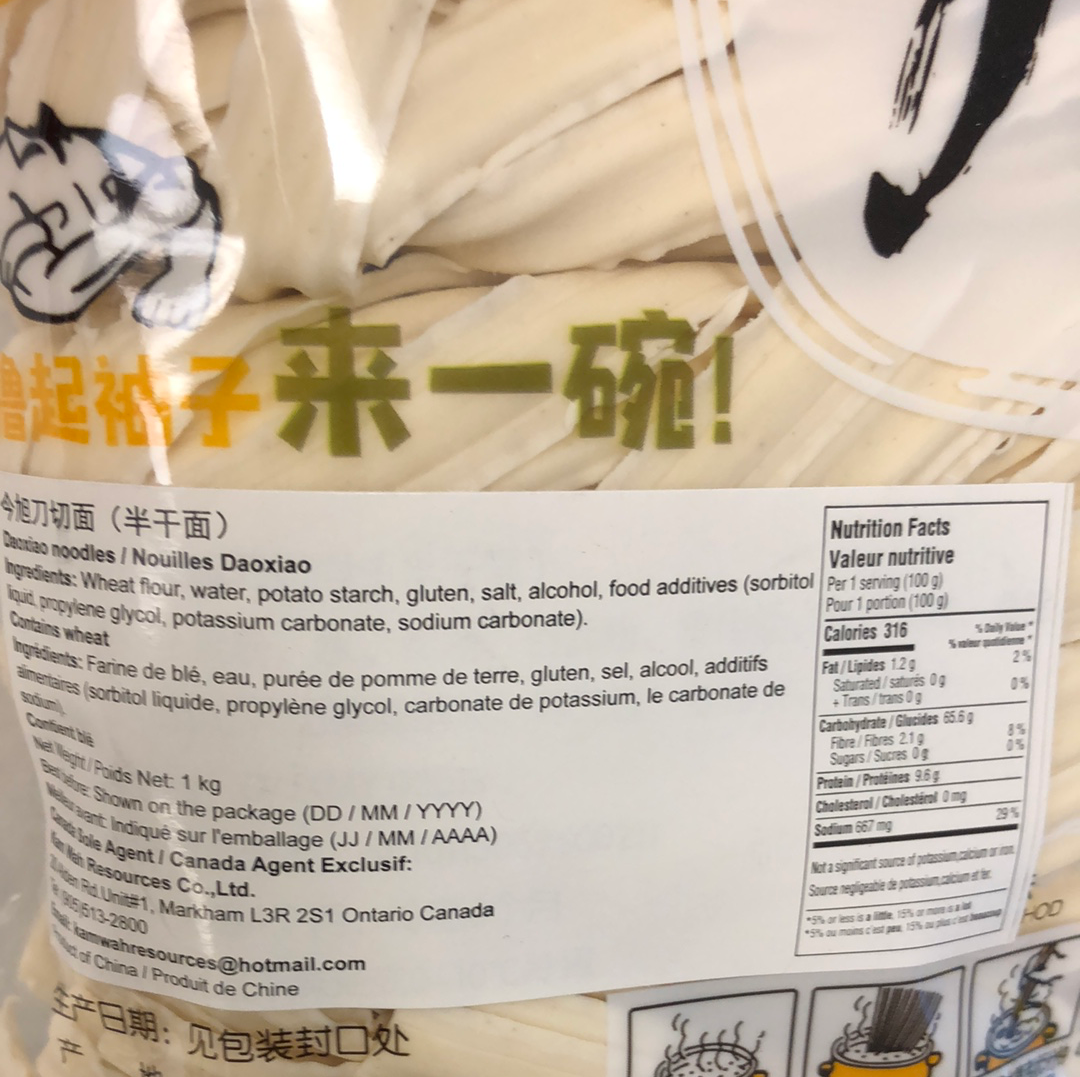 撸起袖子来一碗!
今旭刀切面（半干面）
Daoxiao noodles / Nouilles Daoxiao
Ingredients: Wheat flour, water, potato starch, gluten, salt, alcohol, food additives (sorbitol
liquid, propylene glycol, potassium carbonate, sodium carbonate).
Contains wheat
Ingrédients: Farine de blé, eau, purée de pomme de terre, gluten, sel, alcool, additifs
alimentaires (sorbitol liquide, propylène glycol, carbonate de potassium, le carbonate de
sodium).
Contient blé
Net Weight / Poids Net: 1 kg
Best before: Shown on the package (DD / MM / YYYY)
Meilleur avant: Indiqué sur l'emballage (JJ / MM / AAAA)
Canada Sole Agent / Canada Agent Exclusif:
Kam Wah Resources Co.,Ltd.
Alden Rd.Unit#1, Markham L3R 2S1 Ontario Canada
(905)613-2800
Email: kamwahresources@hotmail.com
Product of China / Produit de Chine
Nutrition Facts
Valeur nutritive
Per 1 serving (100 g)
Pour 1 portion (100 g)
Calories 316
% Daily Value *
% valeur quotidienne *
Fat / Lipides 1.2 g 2 %
Saturated / saturés 0 g
+ Trans / trans 0 g 0 %
Carbohydrate / Glucides 65.6 g
Fibre / Fibres 2.1 g 8 %
Sugars / Sucres 0 g 0 %
Protein / Protéines 9.6 g
Cholesterol / Cholestérol 0 mg
Sodium 667 mg 29 %
Not a significant source of potassium,calcium or iron.
Source negligeable de potassium,calcium et fer.
*5% or less is a little, 15% or more is a lot
*5% ou moins c'est peu, 15% ou plus c'est beaucoup
HOD
生产日期：见包装封口处
产 地